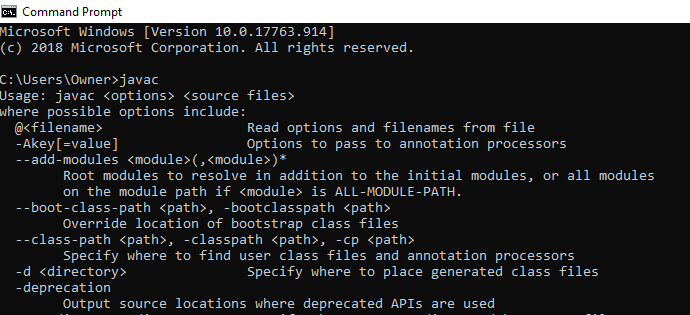 Command Prompt
Microsoft Windows [Version 10.0.17763.914]
(c) 2018 Microsoft Corporation. All rights reserved.
C:\Users\Owner>javac
Usage: javac <options> <source files>
where possible options include:
@<filename> Read options and filenames from file
-Akey[=value] Options to pass to annotation processors
--add-modules <module>(,<module>)*
Root modules to resolve in addition to the initial modules, or all modules
on the module path if <module> is ALL-MODULE-PATH.
--boot-class-path <path>, -bootclasspath <path>
Override location of bootstrap class files
--class-path <path>, -classpath <path>, -cp <path>
Specify where to find user class files and annotation processors
-d <directory> Specify where to place generated class files
-deprecation
Output source locations where deprecated APIs are used